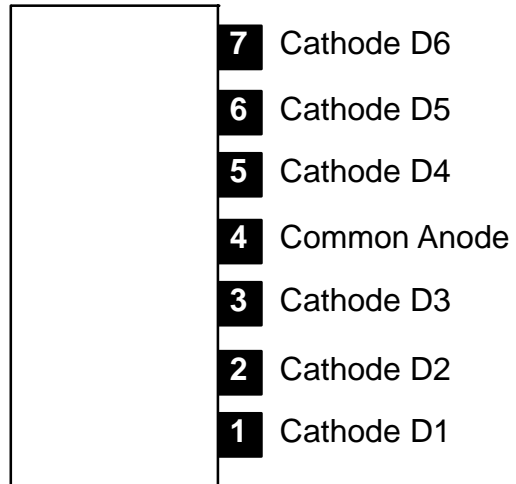 7 Cathode D6
6 Cathode D5
5 Cathode D4
4 Common Anode
3 Cathode D3
2 Cathode D2
1 Cathode D1